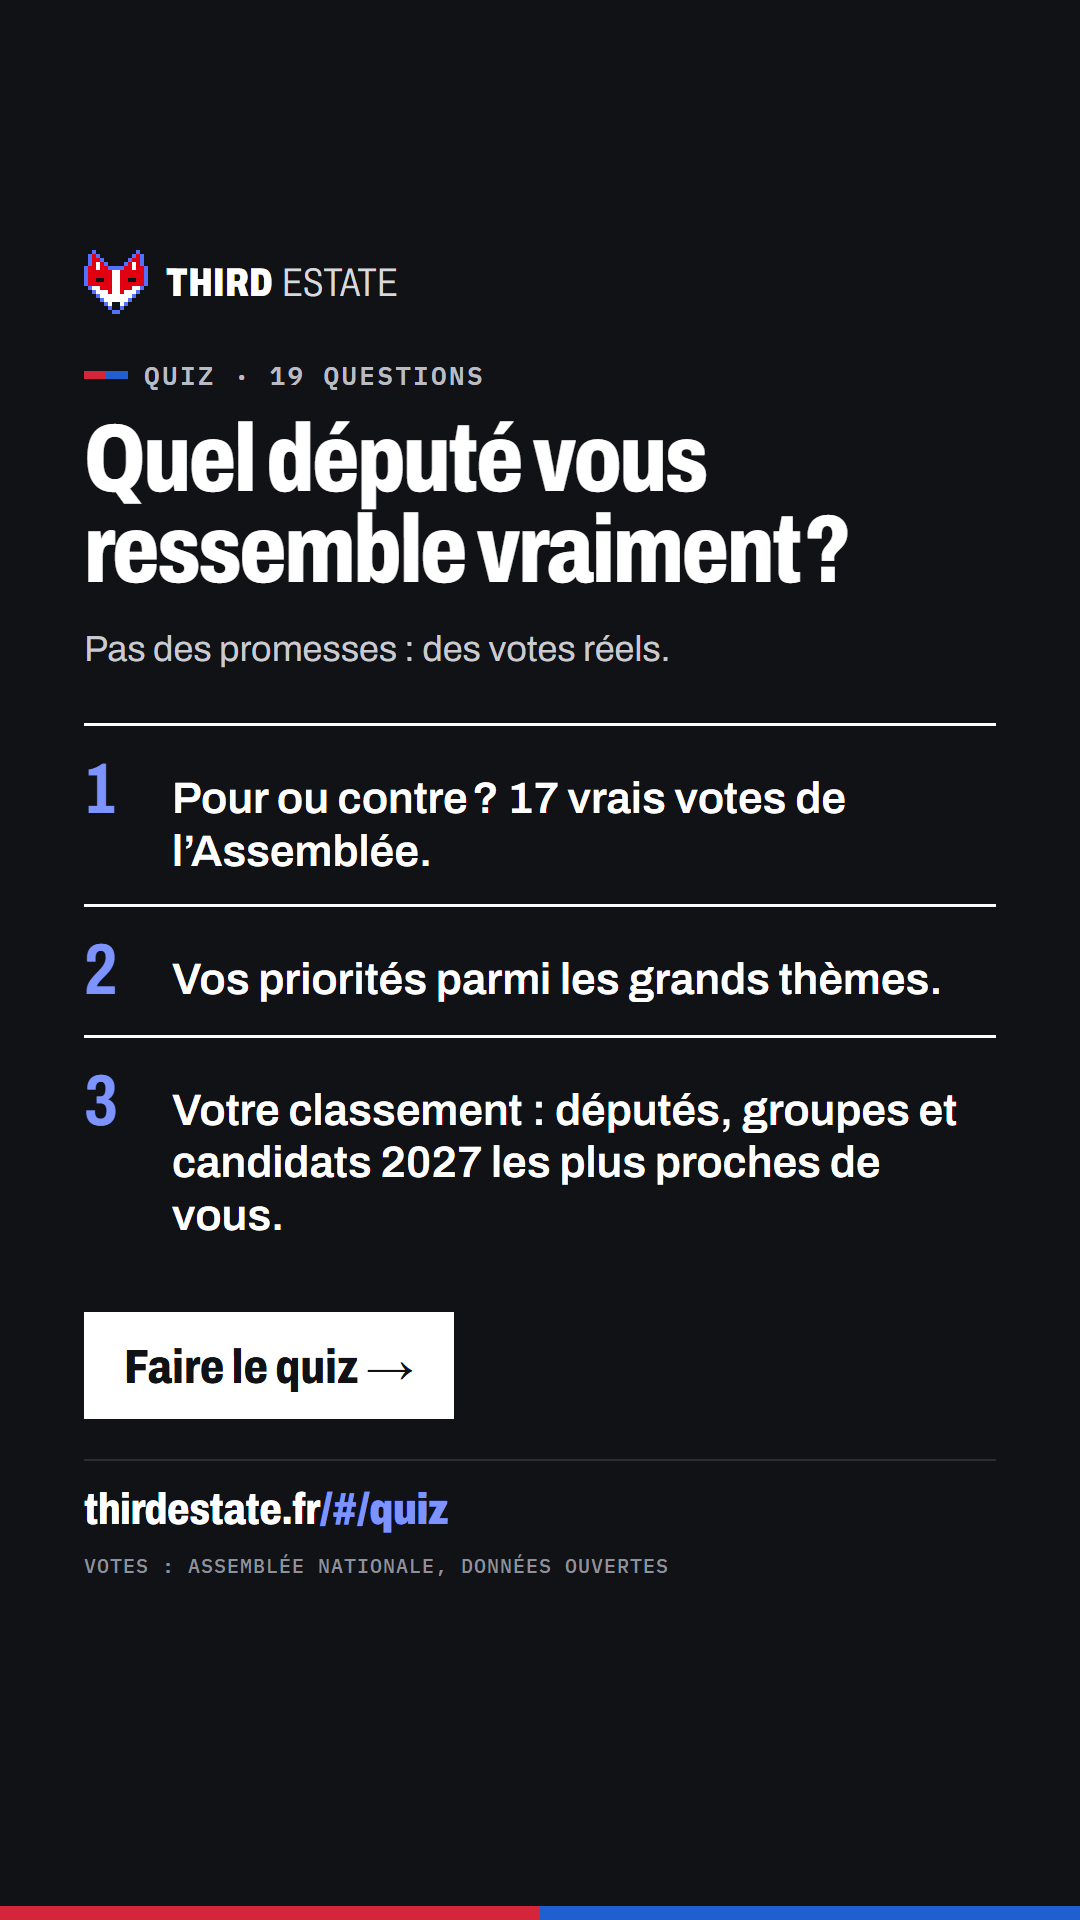 THIRD ESTATE
QUIZ · 19 QUESTIONS
Quel député vous
ressemble vraiment ?
Pas des promesses : des votes réels.
1 Pour ou contre ? 17 vrais votes de
l’Assemblée.
2 Vos priorités parmi les grands thèmes.
3 Votre classement : députés, groupes et
candidats 2027 les plus proches de
vous.
Faire le quiz →
thirdestate.fr/#/quiz
VOTES : ASSEMBLÉE NATIONALE, DONNÉES OUVERTES